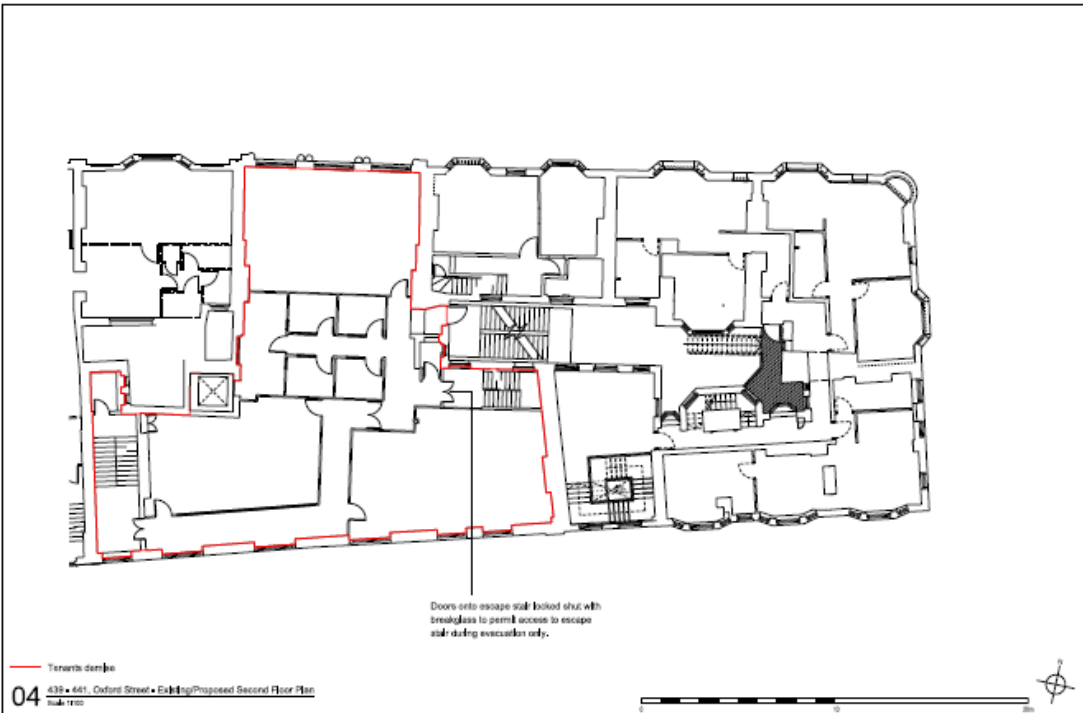 Doors onto escape stair locked shut with
breakglass to permit access to escape
stair during evacuation only.
Tenants demise
04 439 - 441, Oxford Street - Existing/Proposed Second Floor Plan
Scale 1:100
N
0 10 20m